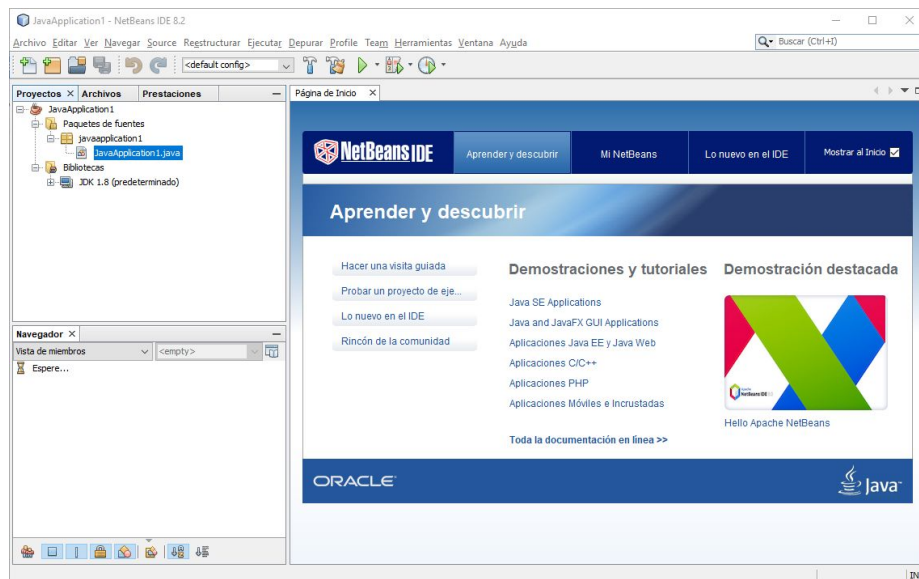 JavaApplication1 - NetBeans IDE 8.2
Archivo Editar Ver Navegar Source Reestructurar Ejecutar Depurar Profile Team Herramientas Ventana Ayuda
Buscar (Ctrl+I)
<default config>
Proyectos Archivos Prestaciones
Página de Inicio
JavaApplication1
Paquetes de fuentes
javaapplication1
JavaApplication1.java
Bibliotecas
JDK 1.8 (predeterminado)
NetBeans IDE
Aprender y descubrir
Mi NetBeans
Lo nuevo en el IDE
Mostrar al Inicio
Aprender y descubrir
Hacer una visita guiada
Probar un proyecto de eje...
Lo nuevo en el IDE
Rincón de la comunidad
Demostraciones y tutoriales
Java SE Applications
Java and JavaFX GUI Applications
Aplicaciones Java EE y Java Web
Aplicaciones C/C++
Aplicaciones PHP
Aplicaciones Móviles e Incrustadas
Toda la documentación en línea >>
Demostración destacada
Hello Apache NetBeans
Navegador
Vista de miembros
<empty>
Espere...
ORACLE
Java
IN